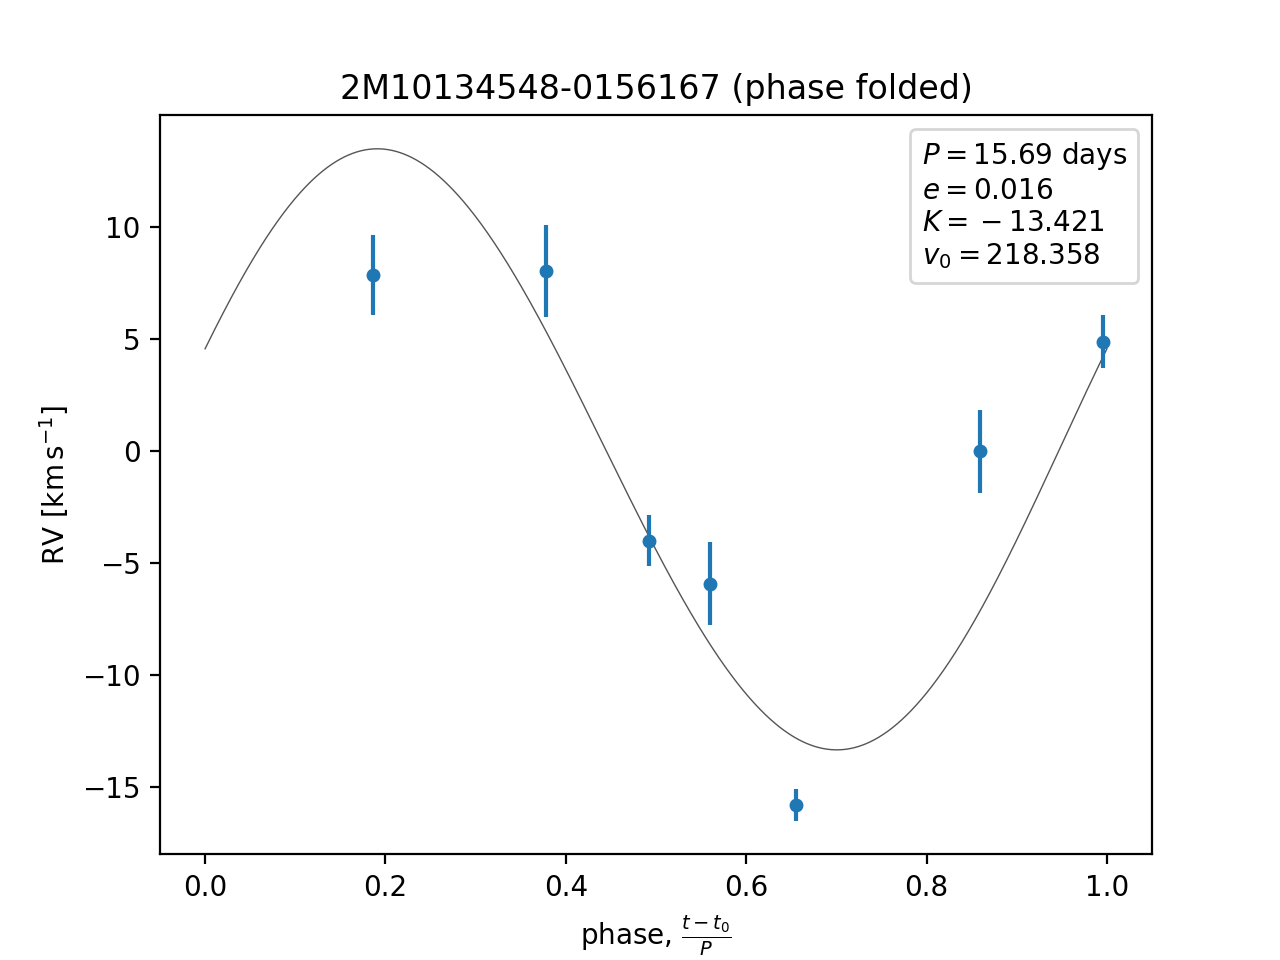 2M10134548-0156167 (phase folded)
P = 15.69 days
e = 0.016
K = − 13.421
v₀ = 218.358
10
5
0
−5
−10
−15
RV [km s⁻¹]
0.0 0.2 0.4 0.6 0.8 1.0
phase, (t − t₀)/P